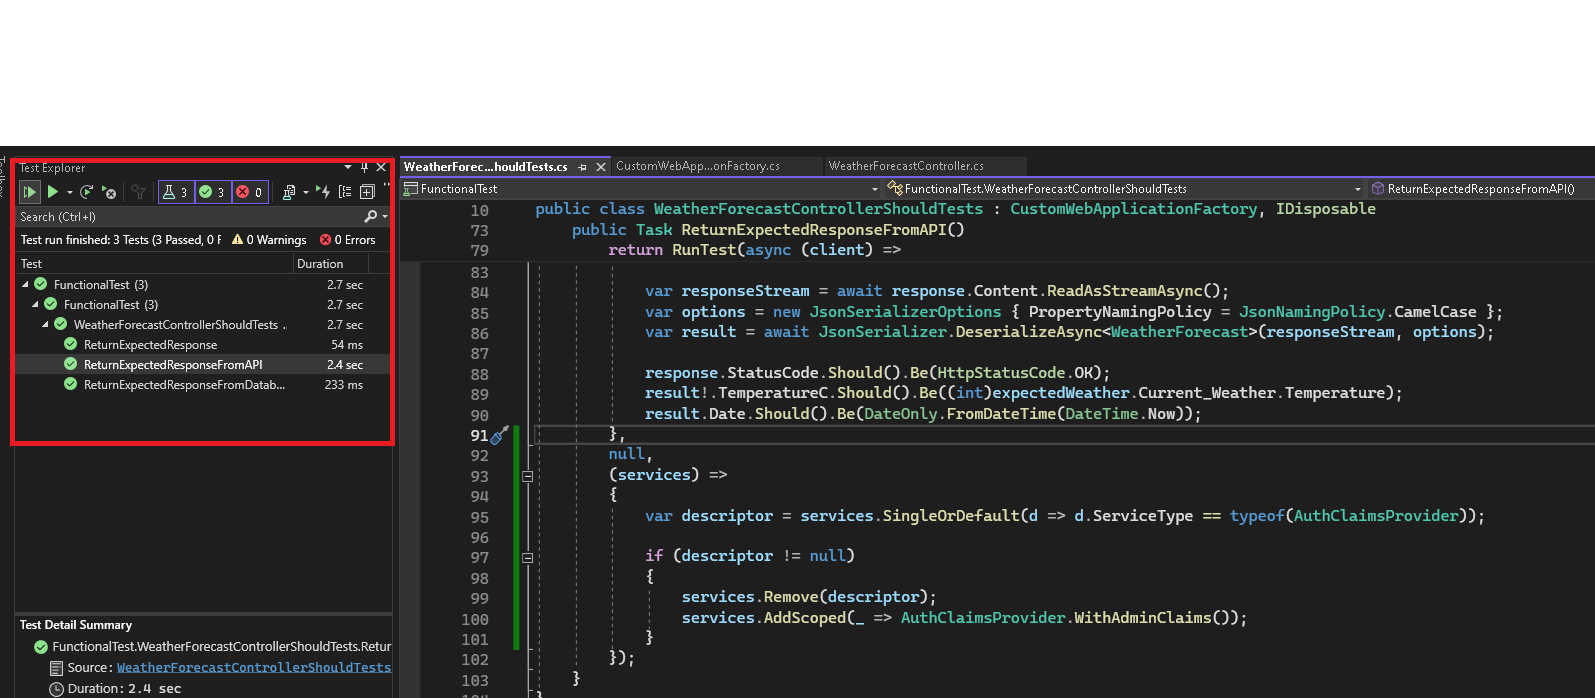 Test Explorer
3 3 0
Search (Ctrl+I)
Test run finished: 3 Tests (3 Passed, 0 F 0 Warnings 0 Errors
Test Duration
FunctionalTest (3) 2.7 sec
FunctionalTest (3) 2.7 sec
WeatherForecastControllerShouldTests .. 2.7 sec
ReturnExpectedResponse 54 ms
ReturnExpectedResponseFromAPI 2.4 sec
ReturnExpectedResponseFromDatab... 233 ms
Test Detail Summary
FunctionalTest.WeatherForecastControllerShouldTests.Retur
Source: WeatherForecastControllerShouldTests
Duration: 2.4 sec
WeatherForec...houldTests.cs CustomWebApp...onFactory.cs WeatherForecastController.cs
FunctionalTest FunctionalTest.WeatherForecastControllerShouldTests ReturnExpectedResponseFromAPI()
10 public class WeatherForecastControllerShouldTests : CustomWebApplicationFactory, IDisposable
73 public Task ReturnExpectedResponseFromAPI()
79 return RunTest(async (client) =>
83
84 var responseStream = await response.Content.ReadAsStreamAsync();
85 var options = new JsonSerializerOptions { PropertyNamingPolicy = JsonNamingPolicy.CamelCase };
86 var result = await JsonSerializer.DeserializeAsync<WeatherForecast>(responseStream, options);
87
88 response.StatusCode.Should().Be(HttpStatusCode.OK);
89 result!.TemperatureC.Should().Be((int)expectedWeather.Current_Weather.Temperature);
90 result.Date.Should().Be(DateOnly.FromDateTime(DateTime.Now));
91 },
92 null,
93 (services) =>
94 {
95 var descriptor = services.SingleOrDefault(d => d.ServiceType == typeof(AuthClaimsProvider));
96
97 if (descriptor != null)
98 {
99 services.Remove(descriptor);
100 services.AddScoped(_ => AuthClaimsProvider.WithAdminClaims());
101 }
102 });
103 }